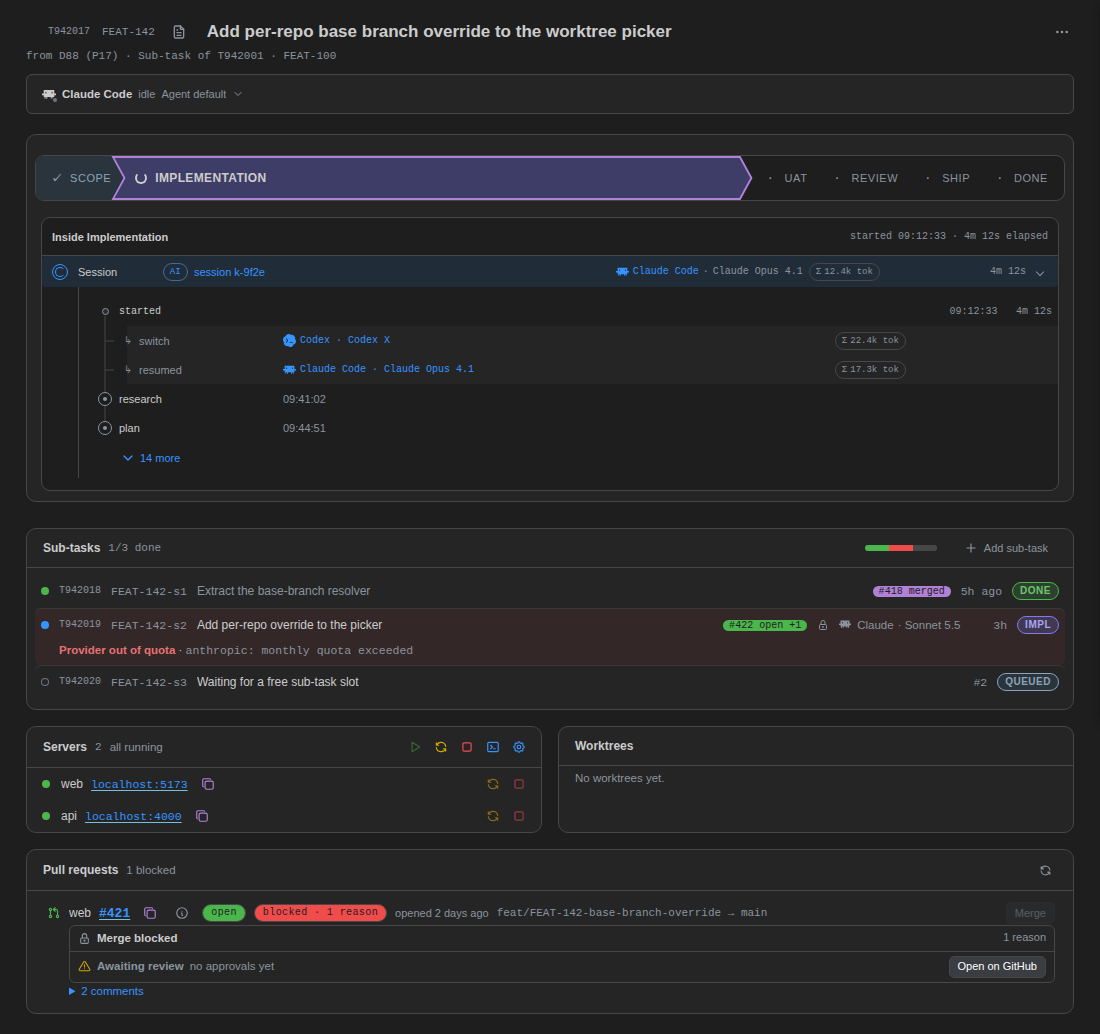 T942017 FEAT-142 Add per-repo base branch override to the worktree picker
from D88 (P17) · Sub-task of T942001 · FEAT-100
Claude Code idle Agent default
SCOPE IMPLEMENTATION · UAT · REVIEW · SHIP · DONE
Inside Implementation started 09:12:33 · 4m 12s elapsed
Session AI session k-9f2e Claude Code · Claude Opus 4.1 Σ 12.4k tok 4m 12s
started 09:12:33 4m 12s
↳ switch Codex · Codex X Σ 22.4k tok
↳ resumed Claude Code · Claude Opus 4.1 Σ 17.3k tok
research 09:41:02
plan 09:44:51
14 more
Sub-tasks 1/3 done Add sub-task
T942018 FEAT-142-s1 Extract the base-branch resolver #418 merged 5h ago DONE
T942019 FEAT-142-s2 Add per-repo override to the picker #422 open +1 Claude · Sonnet 5.5 3h IMPL
Provider out of quota · anthropic: monthly quota exceeded
T942020 FEAT-142-s3 Waiting for a free sub-task slot #2 QUEUED
Servers 2 all running
web localhost:5173
api localhost:4000
Worktrees
No worktrees yet.
Pull requests 1 blocked
web #421 open blocked · 1 reason opened 2 days ago feat/FEAT-142-base-branch-override → main Merge
Merge blocked 1 reason
Awaiting review no approvals yet Open on GitHub
2 comments